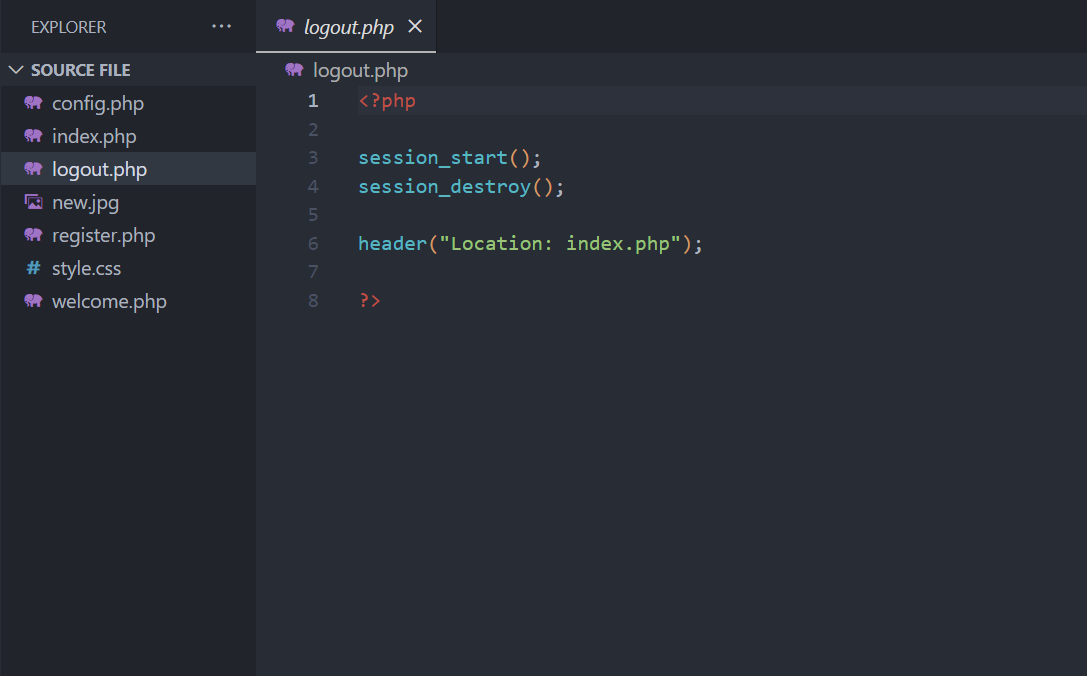 EXPLORER ...
SOURCE FILE
config.php
index.php
logout.php
new.jpg
register.php
# style.css
welcome.php
logout.php
logout.php
1 <?php
2
3 session_start();
4 session_destroy();
5
6 header("Location: index.php");
7
8 ?>